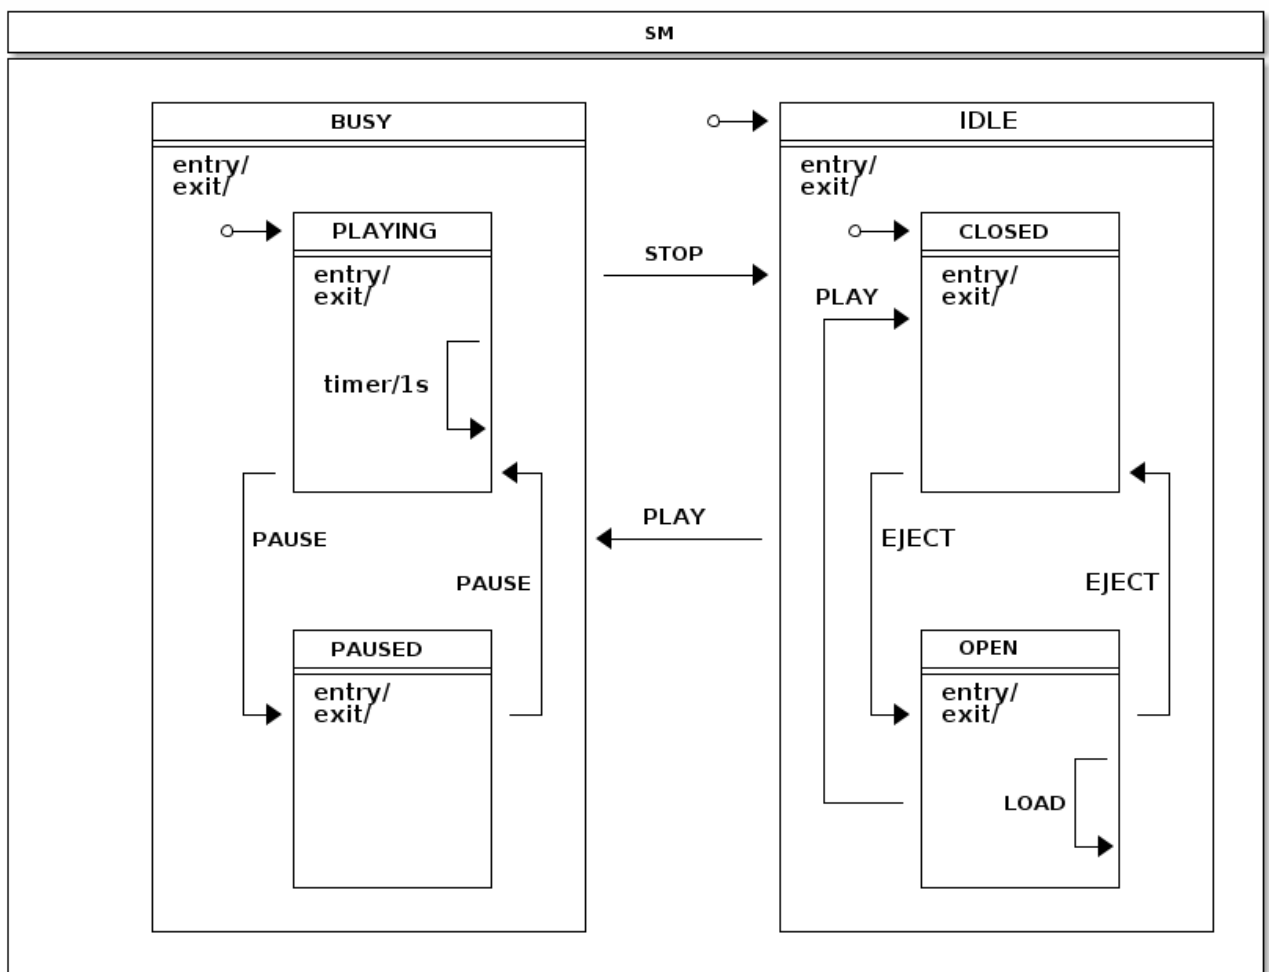 SM
BUSY
entry/
exit/
PLAYING
entry/
exit/
timer/1s
PAUSE
PAUSE
PAUSED
entry/
exit/
STOP
PLAY
IDLE
entry/
exit/
CLOSED
entry/
exit/
PLAY
EJECT
EJECT
OPEN
entry/
exit/
LOAD